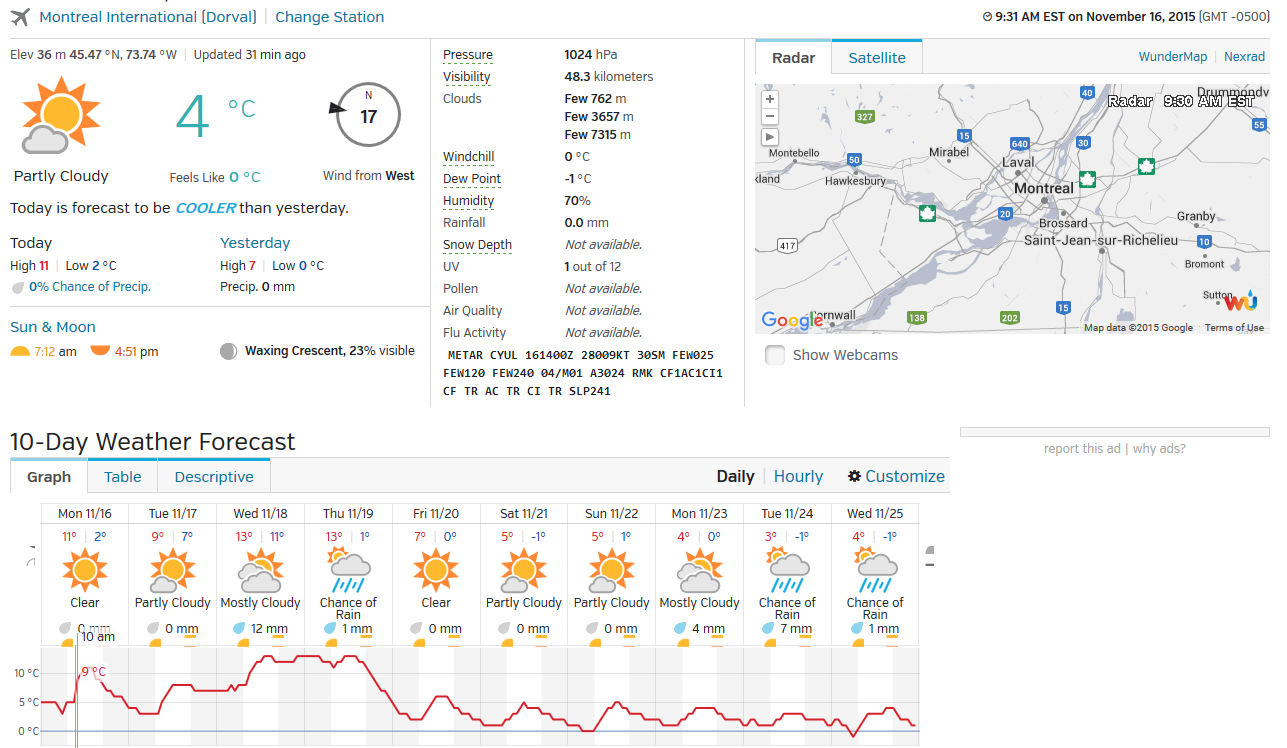 Montreal International (Dorval) | Change Station
9:31 AM EST on November 16, 2015 (GMT -0500)
Elev 36 m 45.47 °N, 73.74 °W | Updated 31 min ago
4 °C
N
17
Partly Cloudy
Feels Like 0 °C
Wind from West
Today is forecast to be COOLER than yesterday.
Today
High 11 | Low 2 °C
0% Chance of Precip.
Yesterday
High 7 | Low 0 °C
Precip. 0 mm
Sun & Moon
7:12 am
4:51 pm
Waxing Crescent, 23% visible
Pressure 1024 hPa
Visibility 48.3 kilometers
Clouds Few 762 m
Few 3657 m
Few 7315 m
Windchill 0 °C
Dew Point -1 °C
Humidity 70%
Rainfall 0.0 mm
Snow Depth Not available.
UV 1 out of 12
Pollen Not available.
Air Quality Not available.
Flu Activity Not available.
METAR CYUL 161400Z 28009KT 30SM FEW025
FEW120 FEW240 04/M01 A3024 RMK CF1AC1CI1
CF TR AC TR CI TR SLP241
Radar Satellite
WunderMap | Nexrad
+
−
Radar 9:30 AM EST
Drummondv
40
327
55
15
640
30
Montebello
50
Mirabel
Laval
kland
Hawkesbury
Montreal
20
Brossard
Granby
417
Saint-Jean-sur-Richelieu
10
Bromont
Sutton
15
138
202
Google
Cornwall
Map data ©2015 Google Terms of Use
Show Webcams
10-Day Weather Forecast
report this ad | why ads?
Graph Table Descriptive
Daily | Hourly Customize
Mon 11/16 Tue 11/17 Wed 11/18 Thu 11/19 Fri 11/20 Sat 11/21 Sun 11/22 Mon 11/23 Tue 11/24 Wed 11/25
11° | 2° 9° | 7° 13° | 11° 13° | 1° 7° | 0° 5° | -1° 5° | 1° 4° | 0° 3° | -1° 4° | -1°
Clear Partly Cloudy Mostly Cloudy Chance of Rain Clear Partly Cloudy Partly Cloudy Mostly Cloudy Chance of Rain Chance of Rain
0 mm 0 mm 12 mm 1 mm 0 mm 0 mm 0 mm 4 mm 7 mm 1 mm
10 am
9 °C
10 °C
5 °C
0 °C